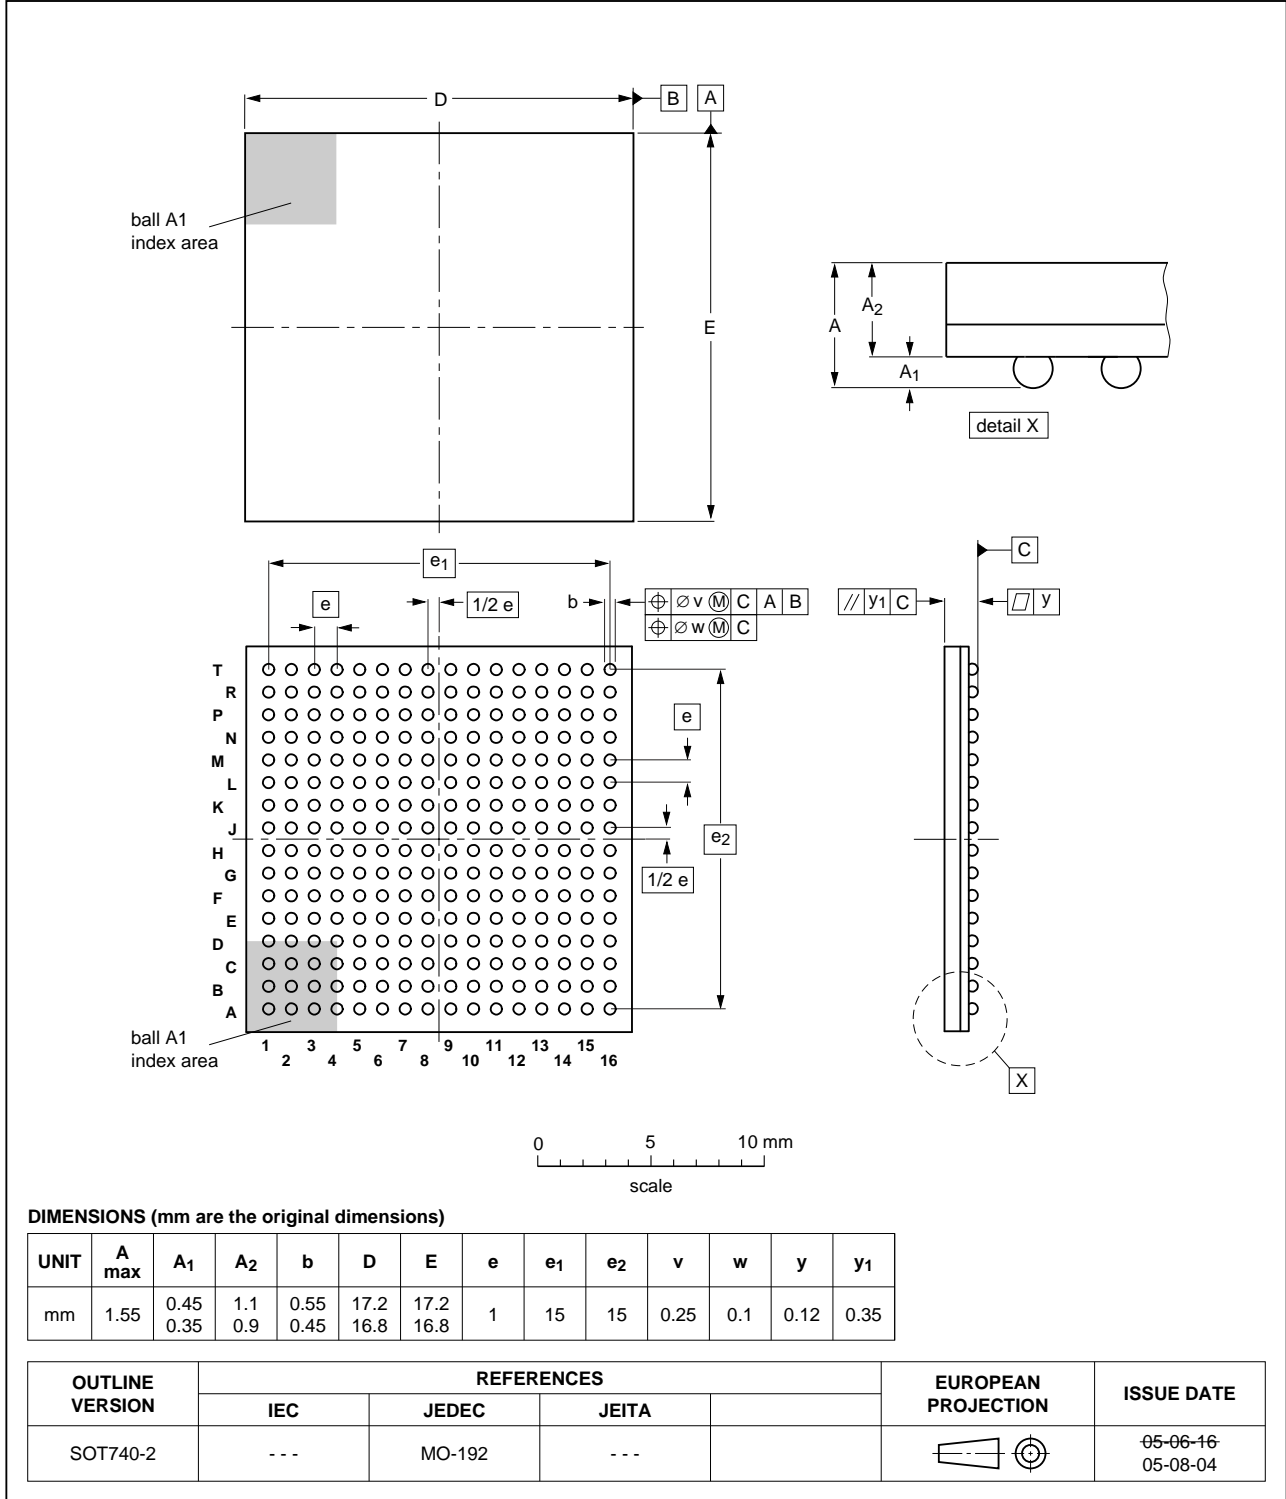 D
B
A
ball A1
index area
E
A
A2
A1
detail X
e1
e
1/2 e
b
⌖ ∅ v Ⓜ C A B
⌖ ∅ w Ⓜ C
// y1 C
C
▱ y
T
R
P
N
M
L
K
J
H
G
F
E
D
C
B
A
e
e2
1/2 e
ball A1
index area
1 3 5 7 9 11 13 15
2 4 6 8 10 12 14 16
X
0 5 10 mm
scale
DIMENSIONS (mm are the original dimensions)
UNIT A max A1 A2 b D E e e1 e2 v w y y1
mm 1.55 0.45 0.35 1.1 0.9 0.55 0.45 17.2 16.8 17.2 16.8 1 15 15 0.25 0.1 0.12 0.35
OUTLINE VERSION REFERENCES EUROPEAN PROJECTION ISSUE DATE
IEC JEDEC JEITA
SOT740-2 - - - MO-192 - - - 05-06-16
05-08-04